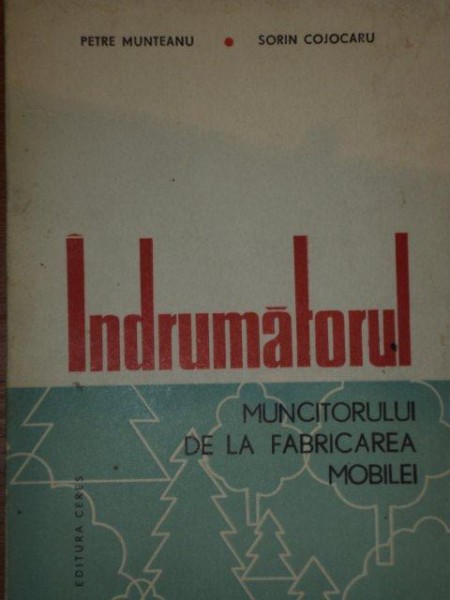 PETRE MUNTEANU • SORIN COJOCARU
Îndrumătorul
MUNCITORULUI
DE LA FABRICAREA
MOBILEI
EDITURA CERES